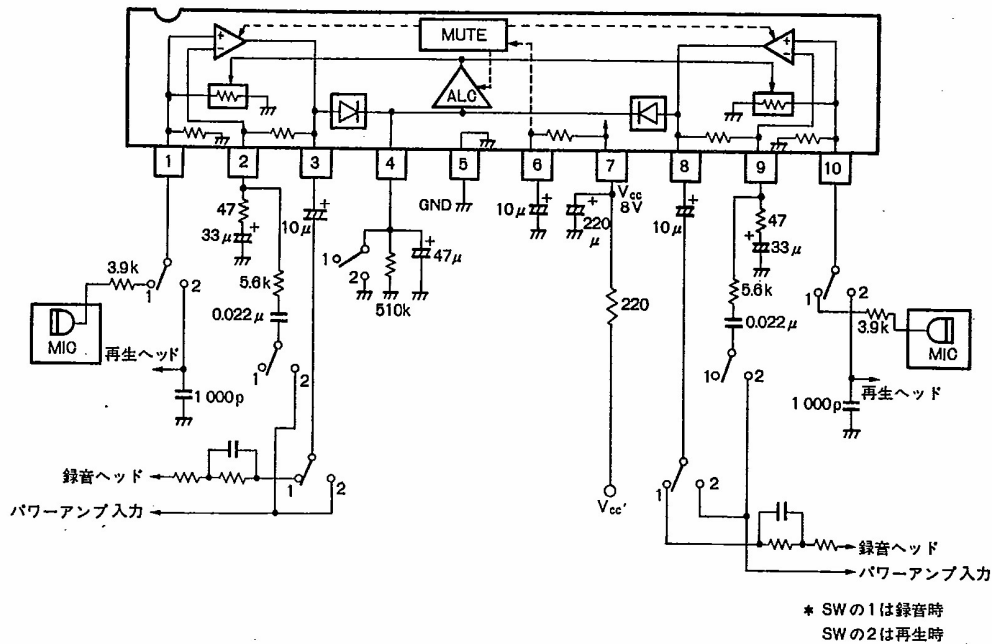 MUTE
ALC
1 2 3 4 5 6 7 8 9 10
GND
Vcc
8V
47
33μ
10μ
5.6k
0.022μ
1
2
510k
47μ
10μ
220
μ
220
Vcc'
10μ
47
33μ
5.6k
0.022μ
1
2
3.9k
1
2
MIC
再生ヘッド
1 000p
1
2
録音ヘッド
パワーアンプ入力
1
2
1
2
3.9k
MIC
再生ヘッド
1 000p
1
2
録音ヘッド
パワーアンプ入力
* SWの1は録音時
SWの2は再生時